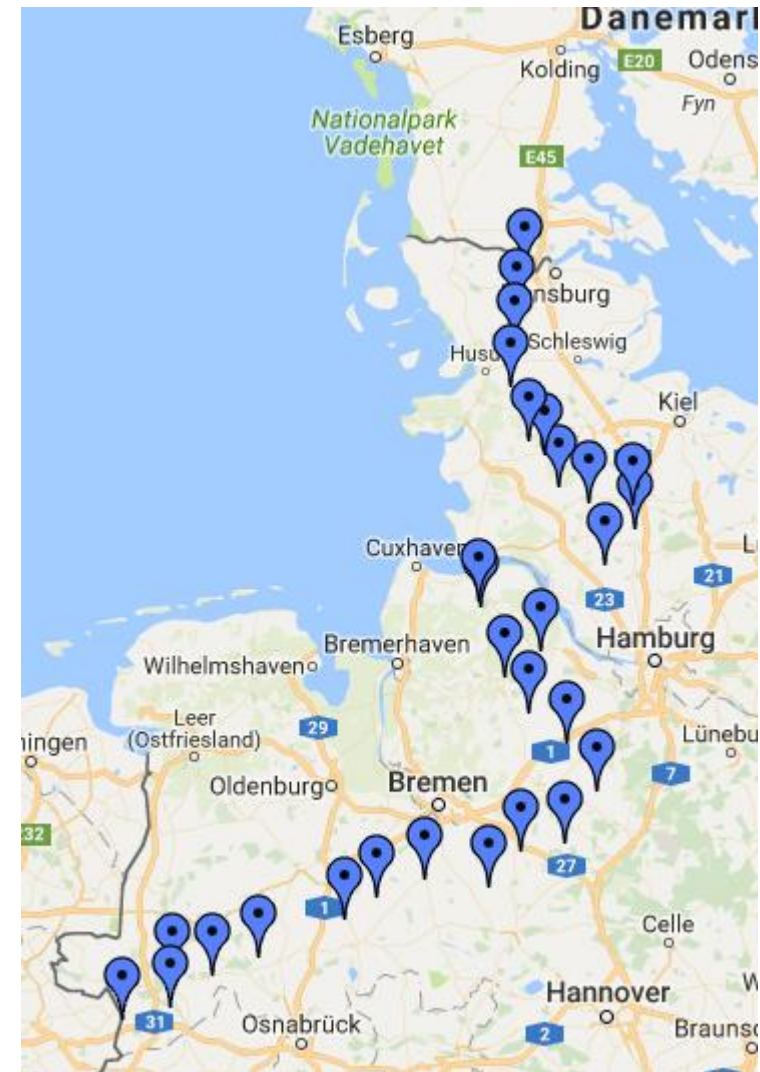 Danemark
Esberg
Kolding
E20
Odens
Fyn
Nationalpark
Vadehavet
E45
nsburg
Husu
Schleswig
Kiel
Cuxhaven
L
21
23
Bremerhaven
Hamburg
Wilhelmshaven
Leer
(Ostfriesland)
29
ningen
Lünebu
1
7
Oldenburg
Bremen
32
27
1
Celle
Hannover
W
31
Osnabrück
2
Braunsc